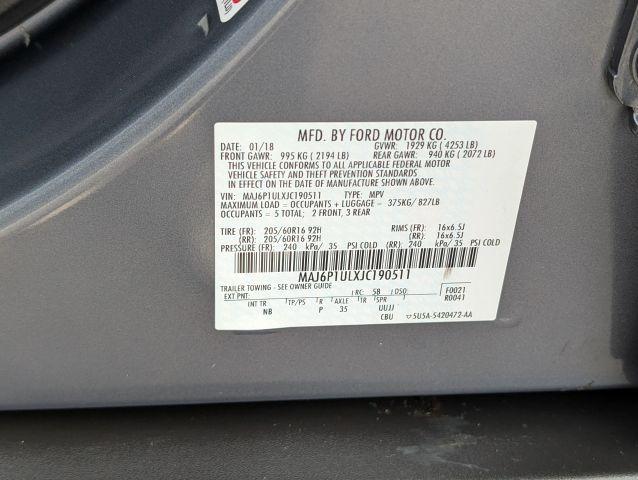 MFD. BY FORD MOTOR CO.
DATE: 01/18 GVWR: 1929 KG ( 4253 LB)
FRONT GAWR: 995 KG ( 2194 LB) REAR GAWR: 940 KG ( 2072 LB)
THIS VEHICLE CONFORMS TO ALL APPLICABLE FEDERAL MOTOR
VEHICLE SAFETY AND THEFT PREVENTION STANDARDS
IN EFFECT ON THE DATE OF MANUFACTURE SHOWN ABOVE.
VIN: MAJ6P1ULXJC190511 TYPE: MPV
MAXIMUM LOAD = OCCUPANTS + LUGGAGE = 375KG/ 827LB
OCCUPANTS = 5 TOTAL; 2 FRONT, 3 REAR
TIRE (FR): 205/60R16 92H RIMS (FR): 16x6.5J
(RR): 205/60R16 92H (RR): 16x6.5J
PRESSURE (FR): 240 kPa/ 35 PSI COLD (RR): 240 kPa/ 35 PSI COLD
MAJ6P1ULXJC190511
TRAILER TOWING - SEE OWNER GUIDE
EXT PNT: RC: 58 DSO: F0021
R0041
INT TR TP/PS R AXLE TR SPR
NB P 35 UUJJ
CBU 5U5A-5420472-AA